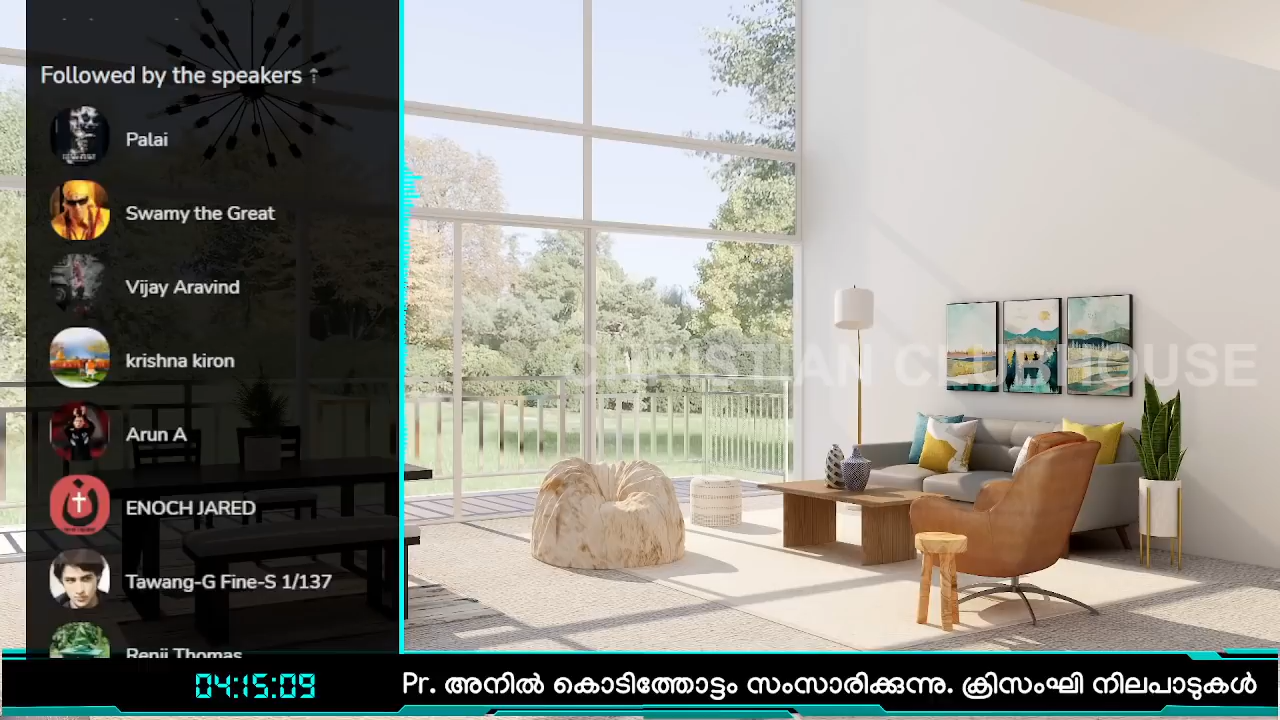 Followed by the speakers ⇡
Palai
Swamy the Great
Vijay Aravind
krishna kiron
Arun A
ENOCH JARED
Tawang-G Fine-S 1/137
Renji Thomas
CHRISTIAN CLUBHOUSE
04:15:09
Pr. അനിൽ കൊടിത്തോട്ടം സംസാരിക്കുന്നു. ക്രിസംഘി നിലപാടുകൾ